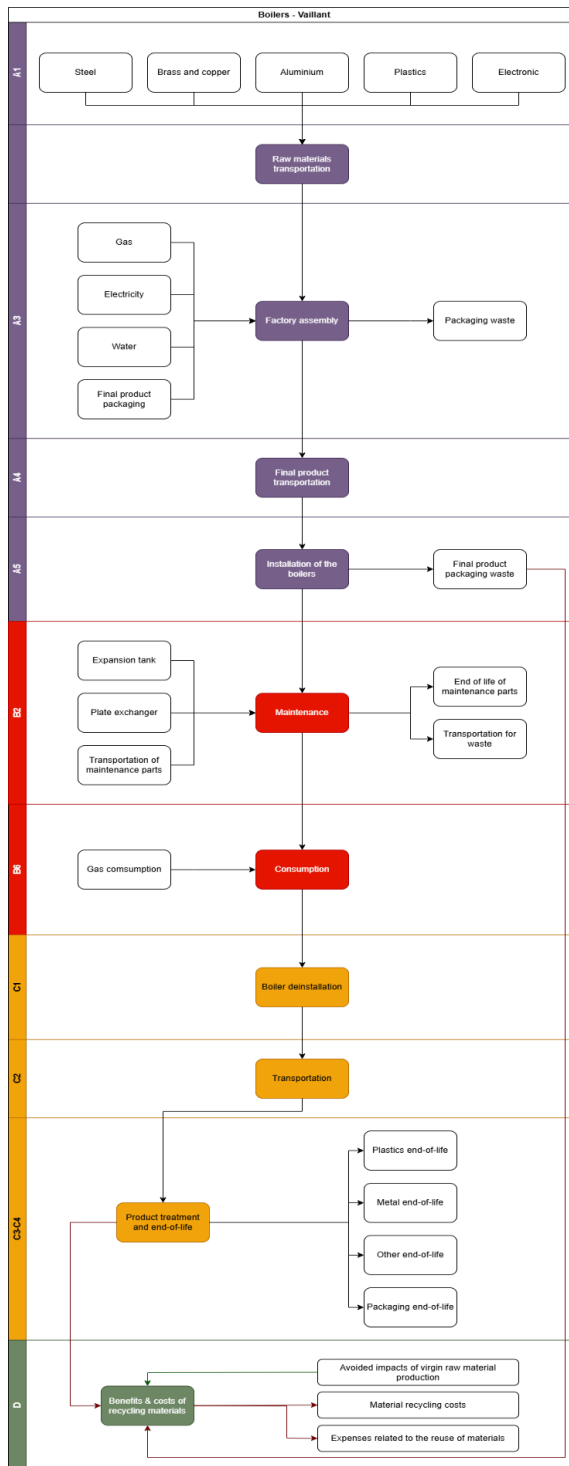 Boilers - Vaillant
A1
Steel
Brass and copper
Aluminium
Plastics
Electronic
Raw materials
transportation
A3
Gas
Electricity
Water
Final product
packaging
Factory assembly
Packaging waste
A4
Final product
transportation
A5
Installation of the
boilers
Final product
packaging waste
B2
Expansion tank
Plate exchanger
Transportation of
maintenance parts
Maintenance
End of life of
maintenance parts
Transportation for
waste
B6
Gas comsumption
Consumption
C1
Boiler deinstallation
C2
Transportation
C3-C4
Product treatment
and end-of-life
Plastics end-of-life
Metal end-of-life
Other end-of-life
Packaging end-of-life
D
Benefits & costs of
recycling materials
Avoided impacts of virgin raw material
production
Material recycling costs
Expenses related to the reuse of materials